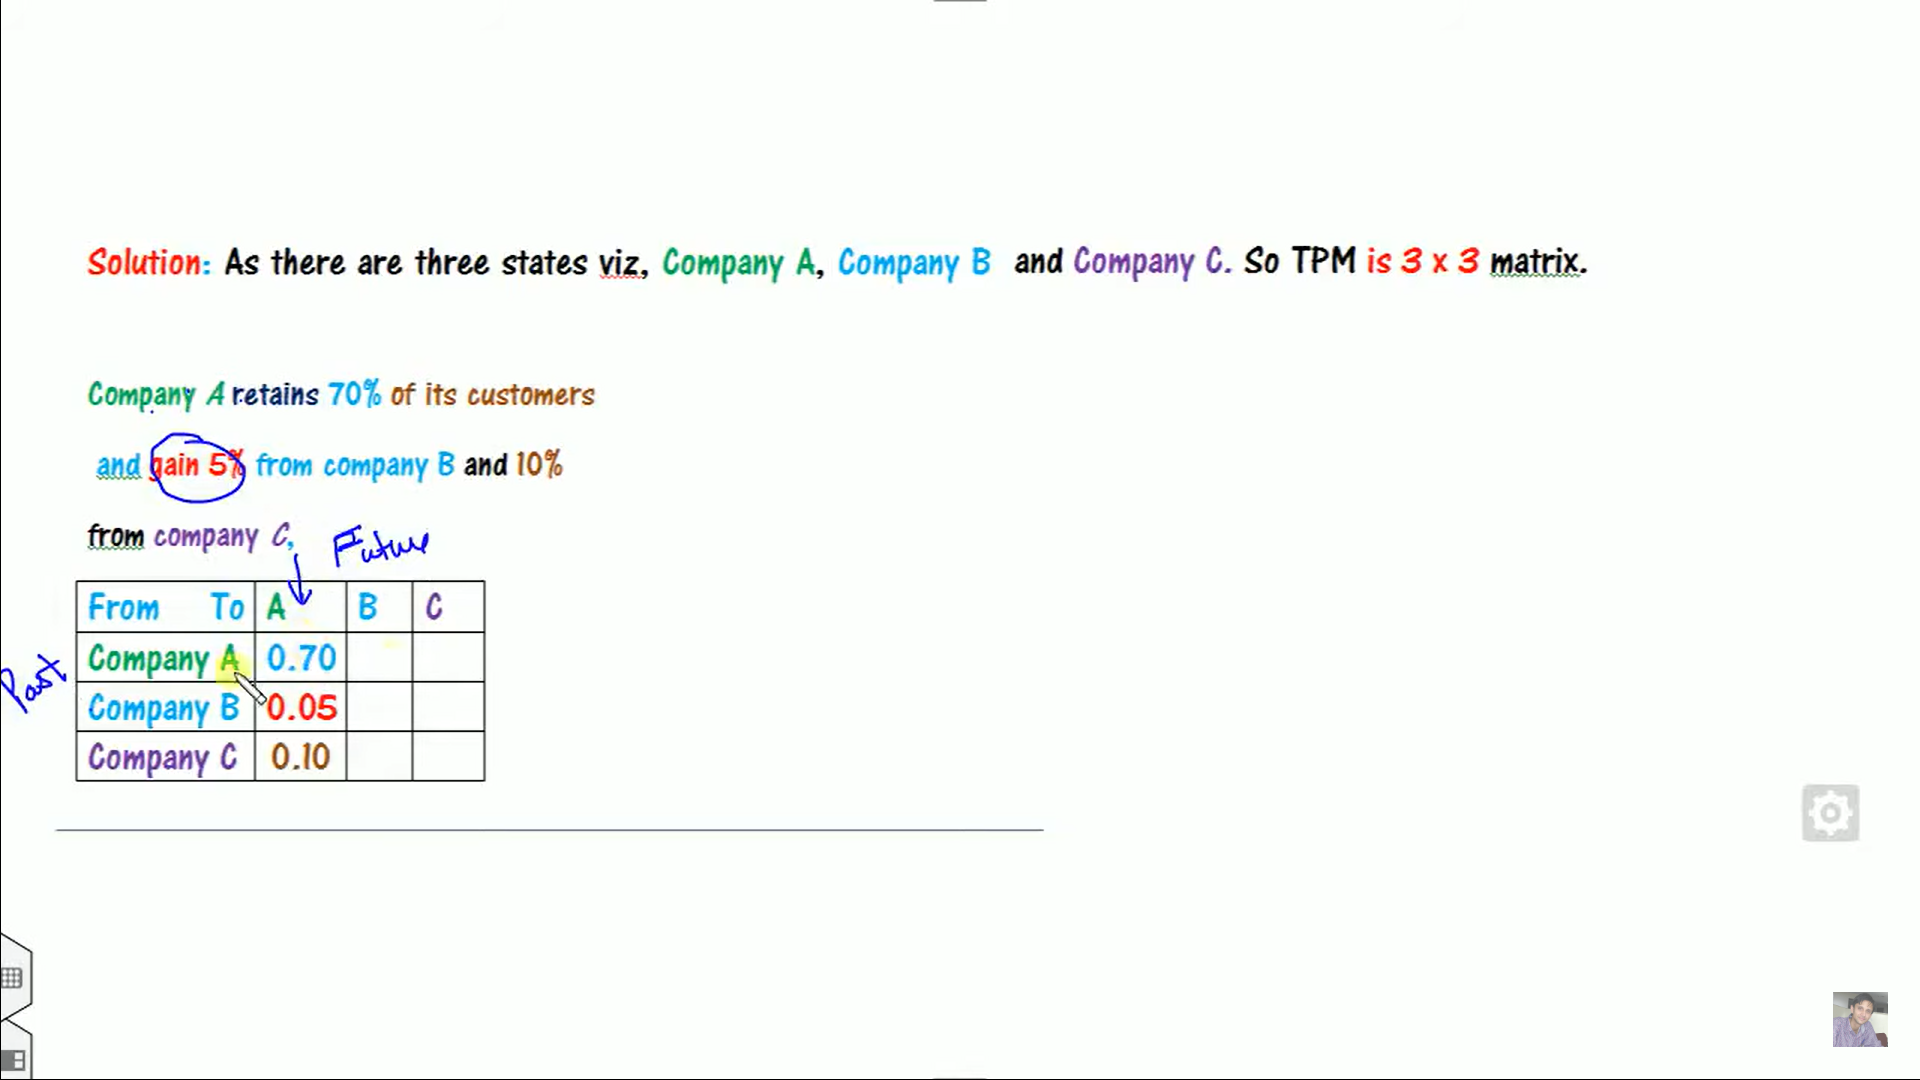 Solution: As there are three states viz, Company A, Company B and Company C. So TPM is 3 x 3 matrix.
Company A retains 70% of its customers
and gain 5% from company B and 10%
from company C,
Future
From To A B C
Company A 0.70
Past
Company B 0.05
Company C 0.10